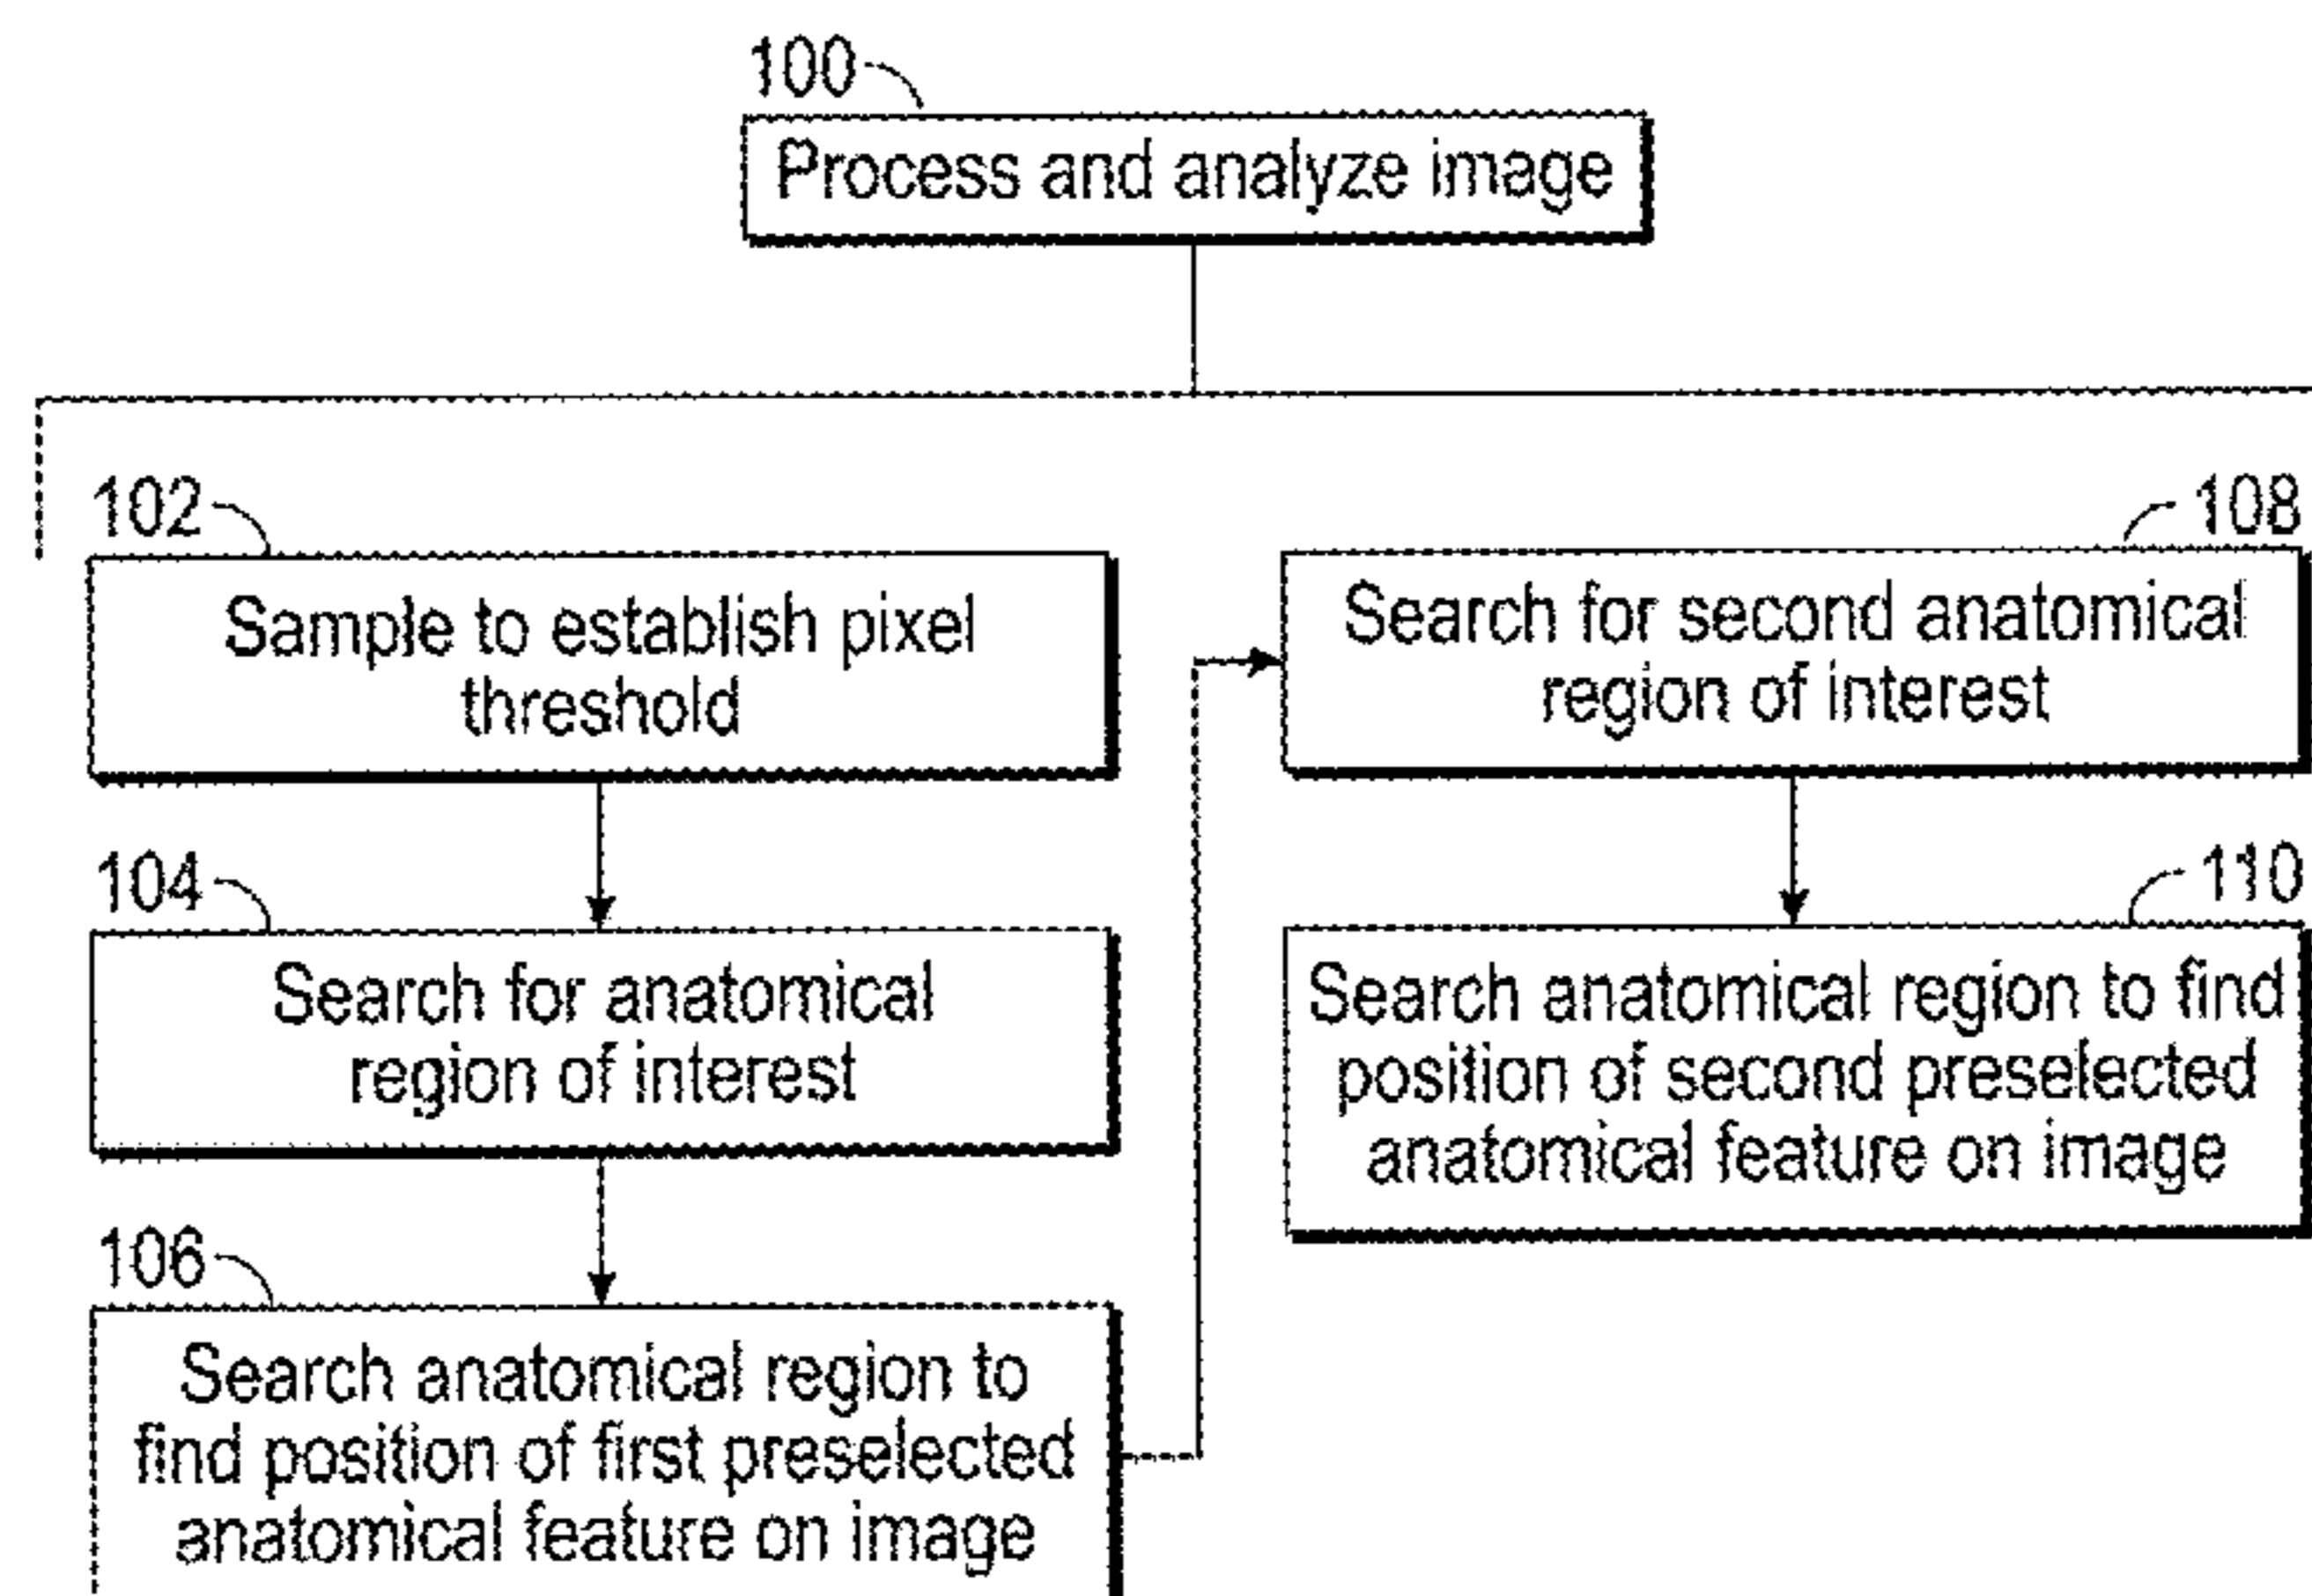 100
Process and analyze image
102
Sample to establish pixel
threshold
104
Search for anatomical
region of interest
106
Search anatomical region to
find position of first preselected
anatomical feature on image
108
Search for second anatomical
region of interest
110
Search anatomical region to find
position of second preselected
anatomical feature on image